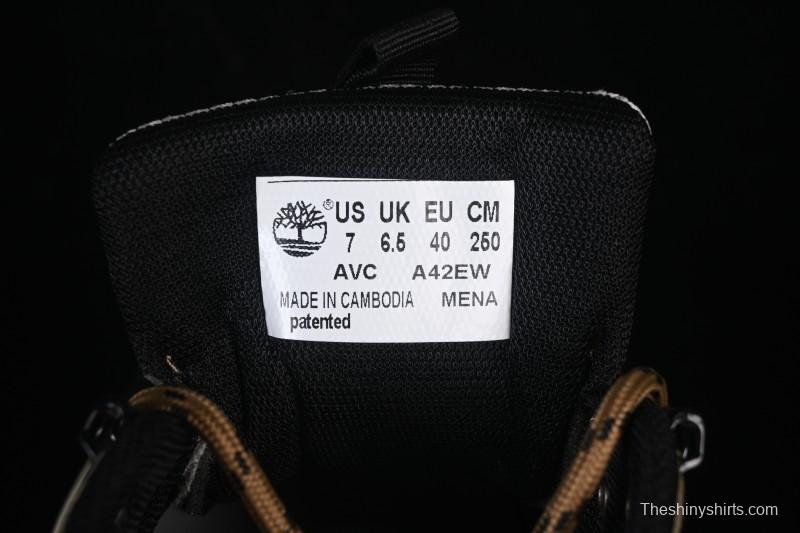 ® US UK EU CM
7 6.5 40 250
AVC A42EW
MADE IN CAMBODIA MENA
patented
Theshinyshirts.com